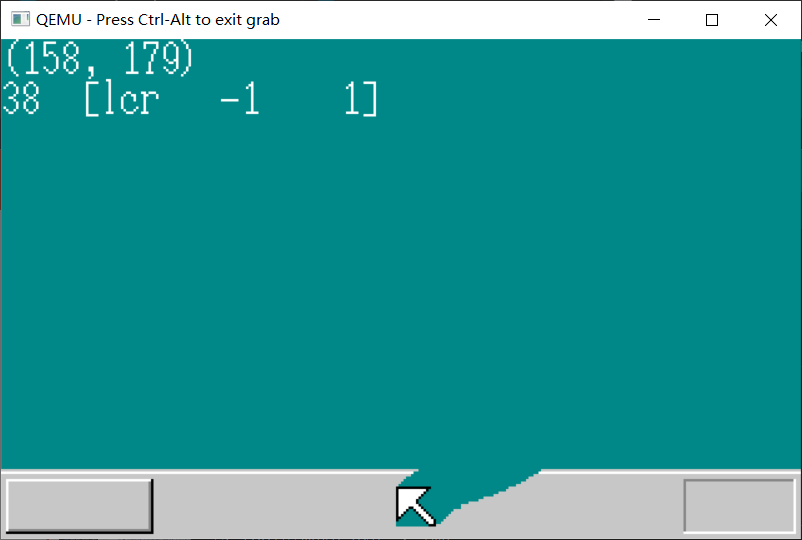 QEMU - Press Ctrl-Alt to exit grab
(158, 179)
38 [lcr -1 1]